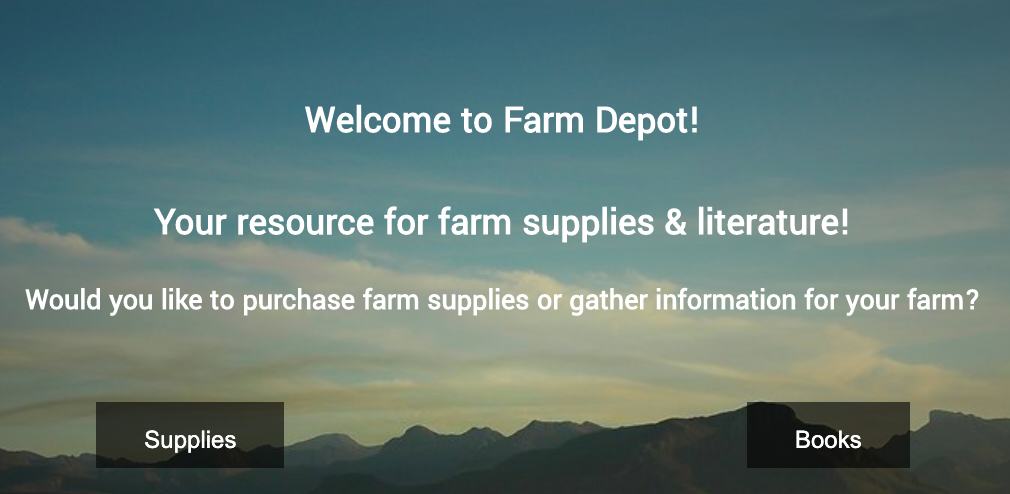 Welcome to Farm Depot!
Your resource for farm supplies & literature!
Would you like to purchase farm supplies or gather information for your farm?
Supplies
Books